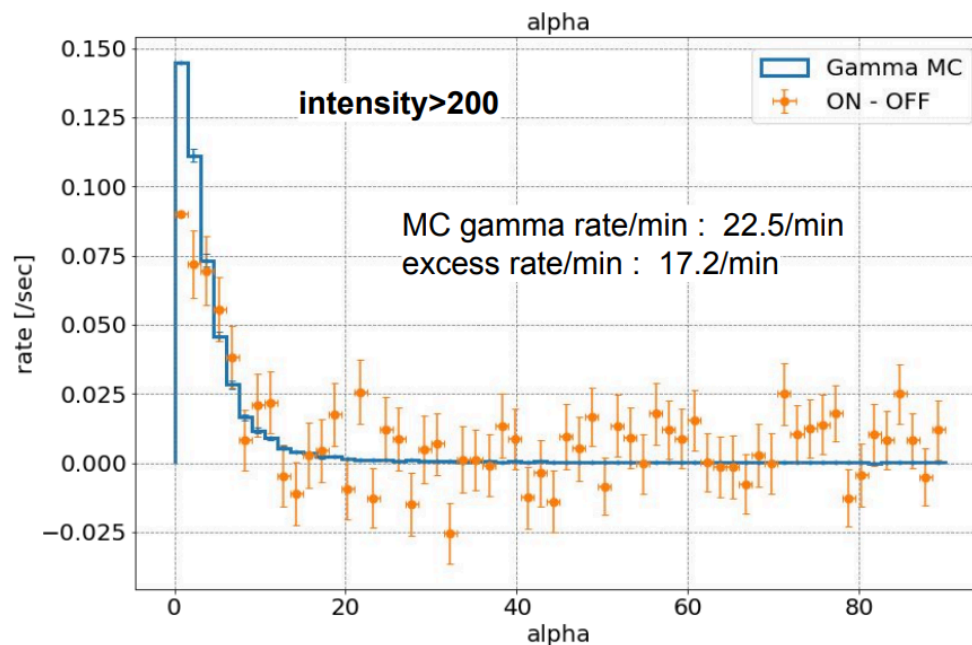 alpha
0.150
0.125
0.100
0.075
0.050
0.025
0.000
−0.025
rate [/sec]
Gamma MC
ON - OFF
intensity>200
MC gamma rate/min :  22.5/min
excess rate/min :  17.2/min
0
20
40
60
80
alpha